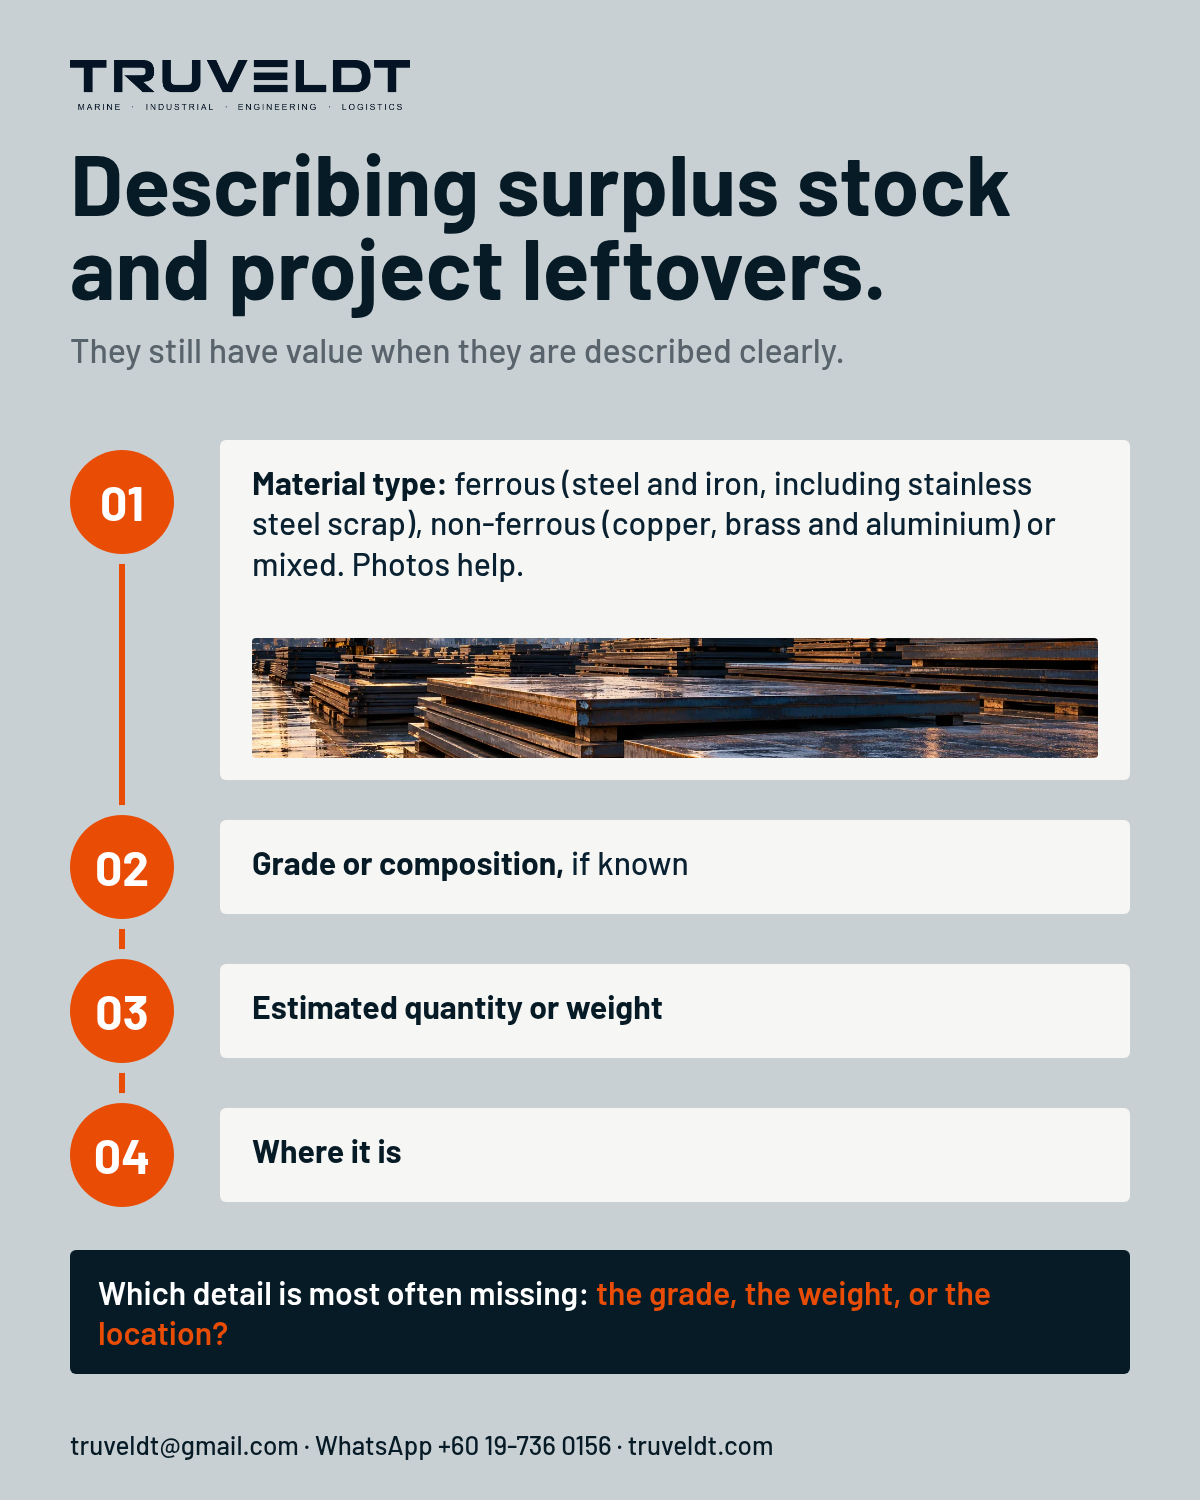 TRUVELDT
MARINE · INDUSTRIAL · ENGINEERING · LOGISTICS
Describing surplus stock
and project leftovers.
They still have value when they are described clearly.
01
Material type: ferrous (steel and iron, including stainless
steel scrap), non-ferrous (copper, brass and aluminium) or
mixed. Photos help.
02
Grade or composition, if known
03
Estimated quantity or weight
04
Where it is
Which detail is most often missing: the grade, the weight, or the
location?
truveldt@gmail.com · WhatsApp +60 19-736 0156 · truveldt.com